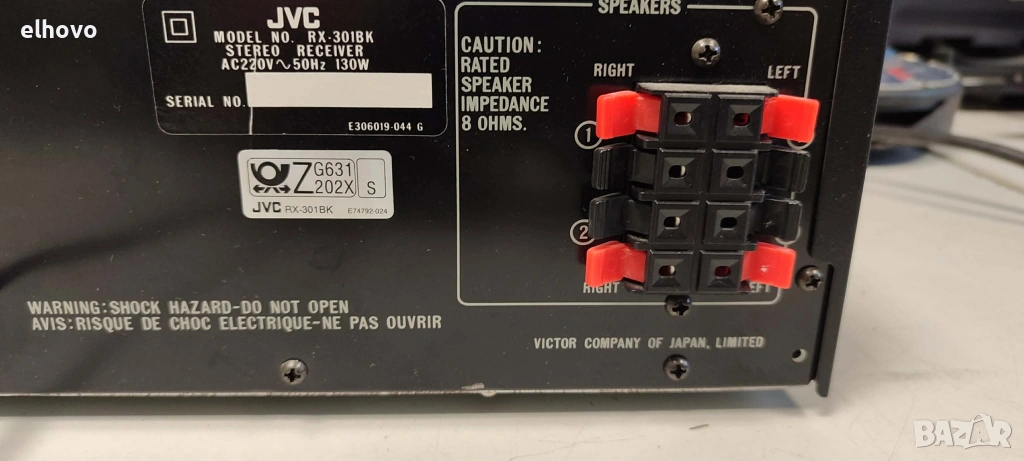 elhovo
JVC
MODEL NO. RX-301BK
STEREO RECEIVER
AC220V∿50Hz 130W
SERIAL NO.
E306019-044 G
Z G631
202X S
JVC RX-301BK E74792-024
WARNING:SHOCK HAZARD-DO NOT OPEN
AVIS:RISQUE DE CHOC ELECTRIQUE-NE PAS OUVRIR
SPEAKERS
CAUTION:
RATED
SPEAKER
IMPEDANCE
8 OHMS.
RIGHT LEFT
1
2
RIGHT LEFT
VICTOR COMPANY OF JAPAN, LIMITED
BAZAR